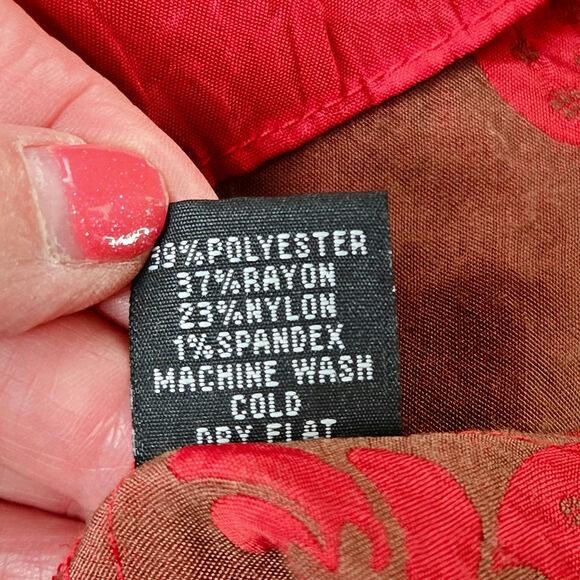 39%POLYESTER
37%RAYON
23%NYLON
1%SPANDEX
MACHINE WASH
COLD
DRY FLAT